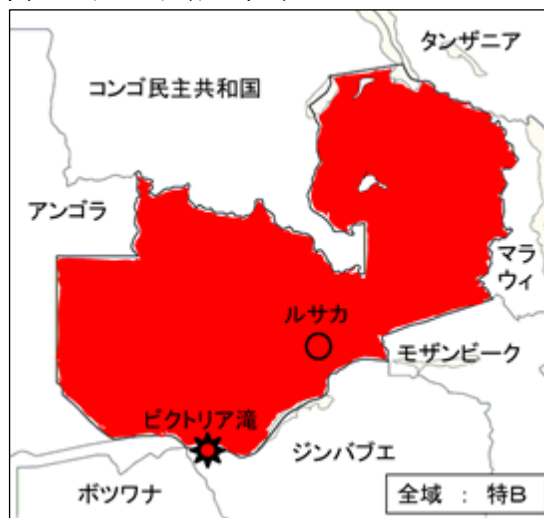 タンザニア
コンゴ民主共和国
アンゴラ
マラ
ウィ
ルサカ
モザンビーク
ビクトリア滝
ジンバブエ
ボツワナ
全域 : 特B